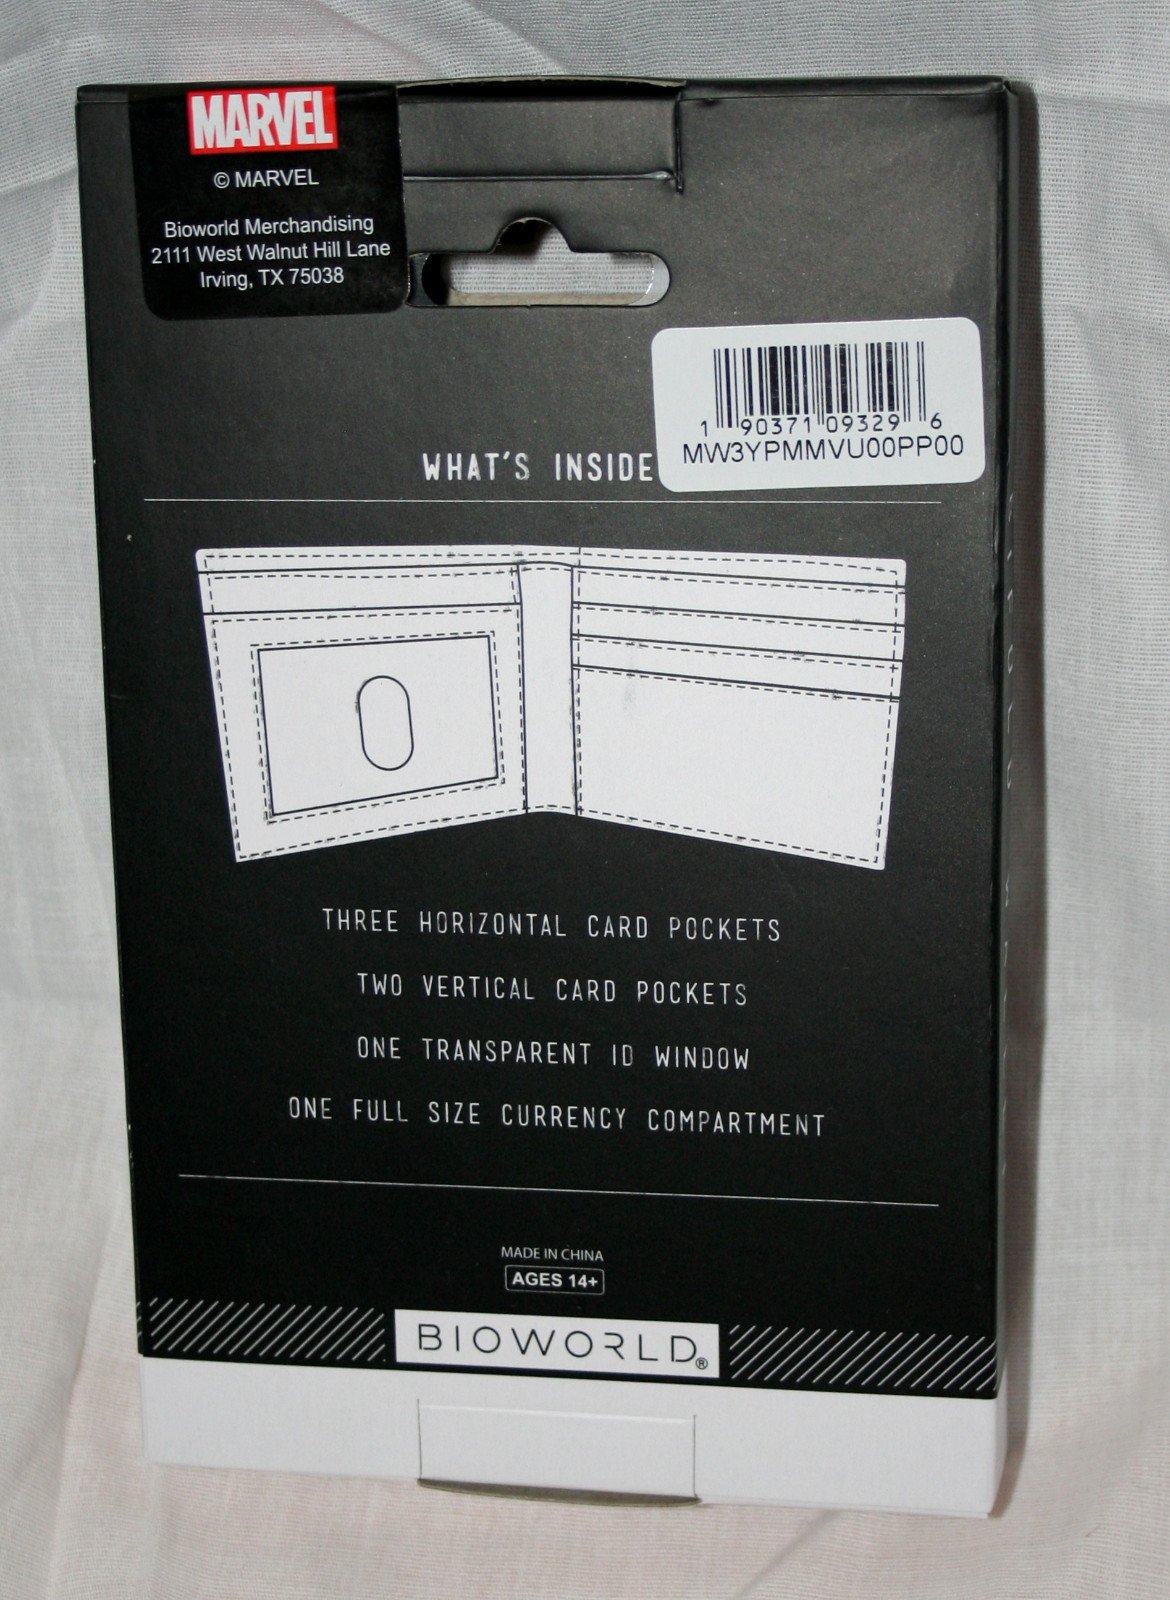 MARVEL
© MARVEL
Bioworld Merchandising
2111 West Walnut Hill Lane
Irving, TX 75038
1 90371 09329 6
MW3YPMMVU00PP00
WHAT'S INSIDE
THREE HORIZONTAL CARD POCKETS
TWO VERTICAL CARD POCKETS
ONE TRANSPARENT ID WINDOW
ONE FULL SIZE CURRENCY COMPARTMENT
MADE IN CHINA
AGES 14+
BIOWORLD®